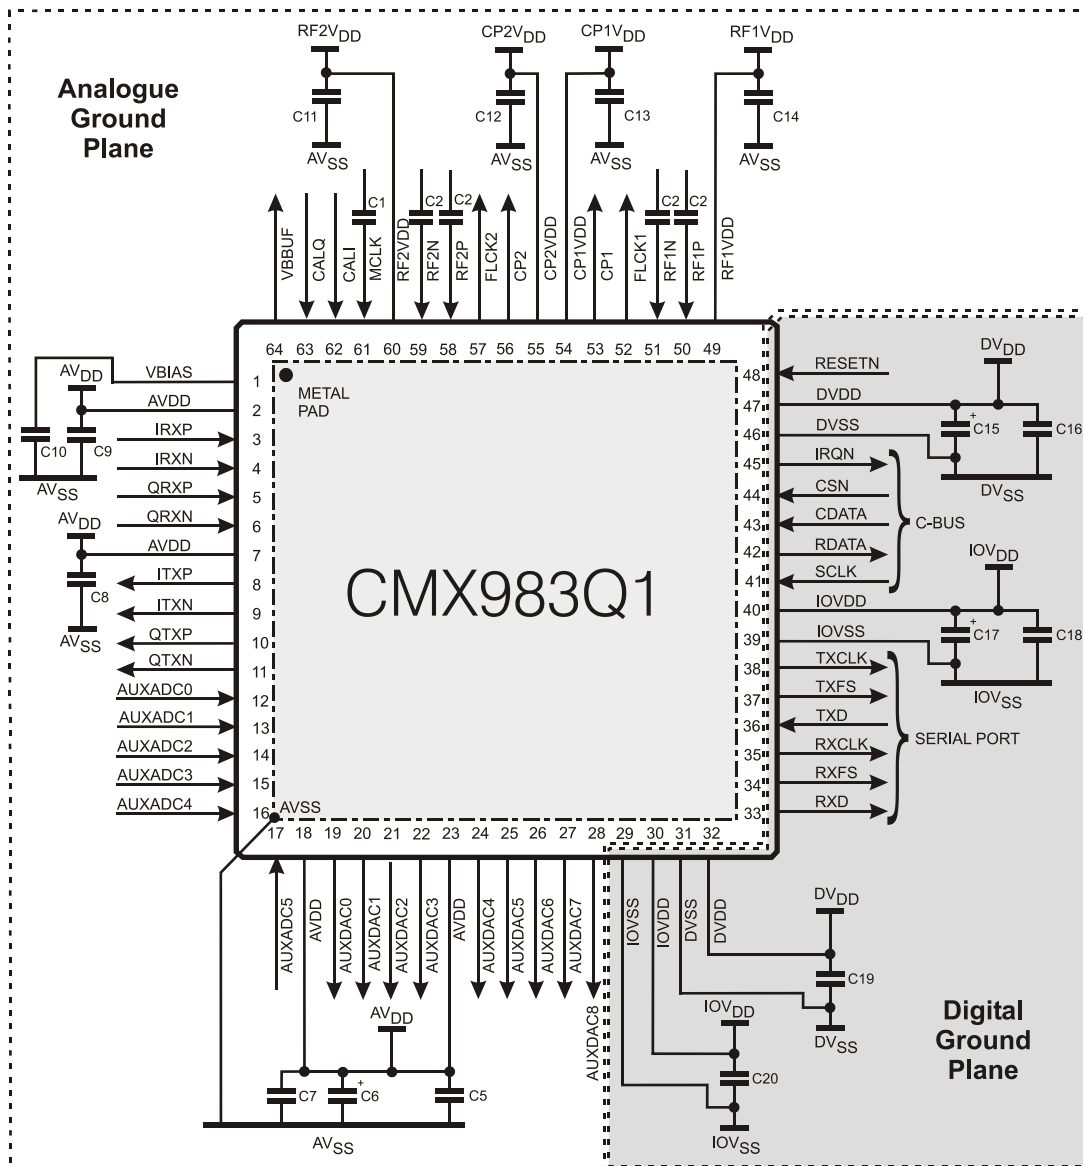 Analogue
Ground
Plane
RF2VDD
CP2VDD
CP1VDD
RF1VDD
C11
C12
C13
C14
AVSS
AVSS
AVSS
AVSS
C1
C2
C2
C2
C2
VBBUF
CALQ
CALI
MCLK
RF2VDD
RF2N
RF2P
FLCK2
CP2
CP2VDD
CP1VDD
CP1
FLCK1
RF1N
RF1P
RF1VDD
64 63 62 61 60 59 58 57 56 55 54 53 52 51 50 49
METAL
PAD
CMX983Q1
AVSS
VBIAS 1
AVDD 2
IRXP 3
IRXN 4
QRXP 5
QRXN 6
AVDD 7
ITXP 8
ITXN 9
QTXP 10
QTXN 11
AUXADC0 12
AUXADC1 13
AUXADC2 14
AUXADC3 15
AUXADC4 16
AVDD
C10
C9
AVSS
AVDD
C8
AVSS
48 RESETN
47 DVDD
46 DVSS
45 IRQN
44 CSN
43 CDATA
42 RDATA
41 SCLK
40 IOVDD
39 IOVSS
38 TXCLK
37 TXFS
36 TXD
35 RXCLK
34 RXFS
33 RXD
C-BUS
SERIAL PORT
DVDD
+
C15
C16
DVSS
IOVDD
+
C17
C18
IOVSS
17 18 19 20 21 22 23 24 25 26 27 28 29 30 31 32
AUXADC5
AVDD
AUXDAC0
AUXDAC1
AUXDAC2
AUXDAC3
AVDD
AUXDAC4
AUXDAC5
AUXDAC6
AUXDAC7
AUXDAC8
IOVSS
IOVDD
DVSS
DVDD
AVDD
C7
+
C6
C5
AVSS
DVDD
C19
DVSS
IOVDD
C20
IOVSS
Digital
Ground
Plane